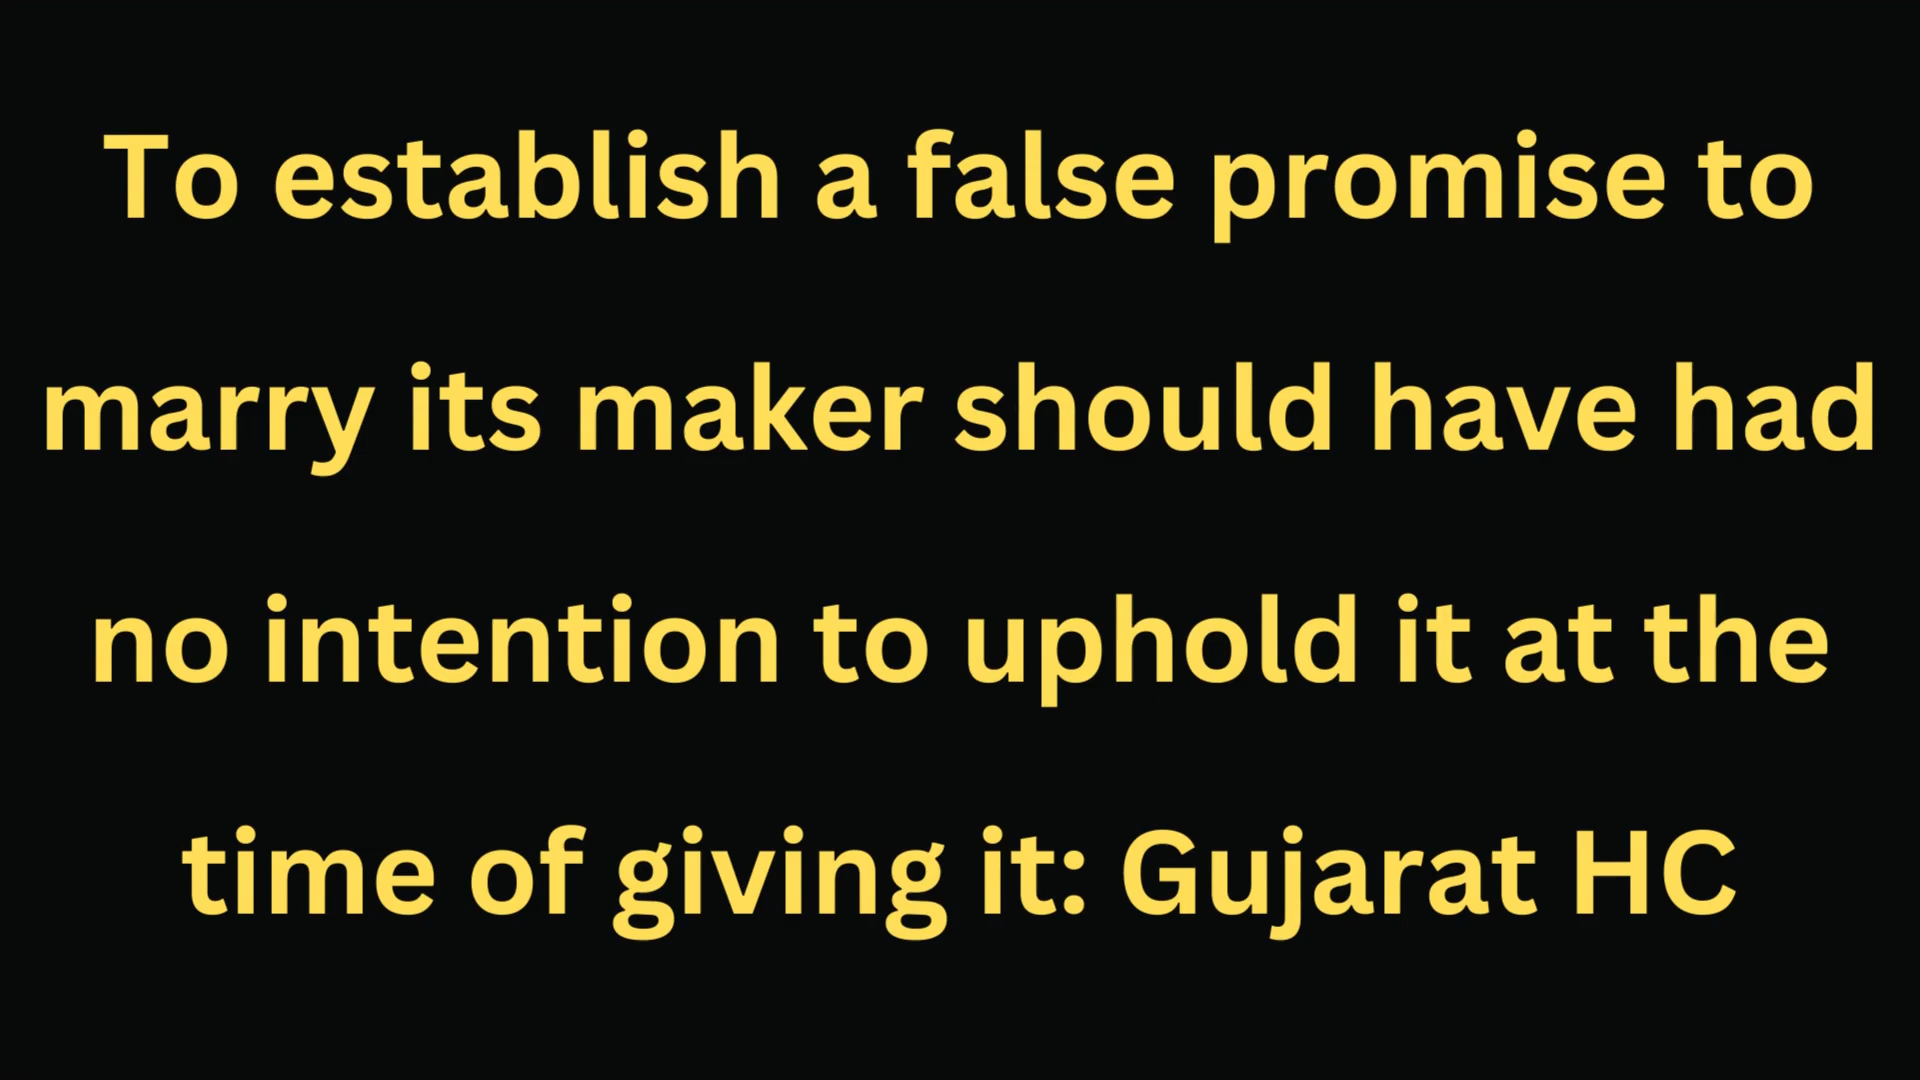 To establish a false promise to
marry its maker should have had
no intention to uphold it at the
time of giving it: Gujarat HC